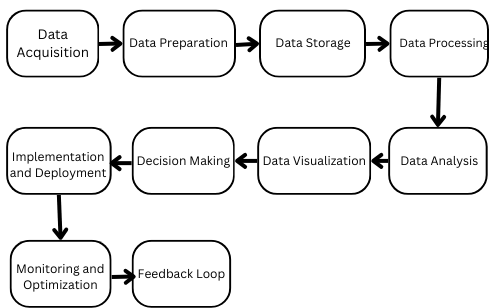 Data
Acquisition
Data Preparation
Data Storage
Data Processing
Implementation
and Deployment
Decision Making
Data Visualization
Data Analysis
Monitoring and
Optimization
Feedback Loop